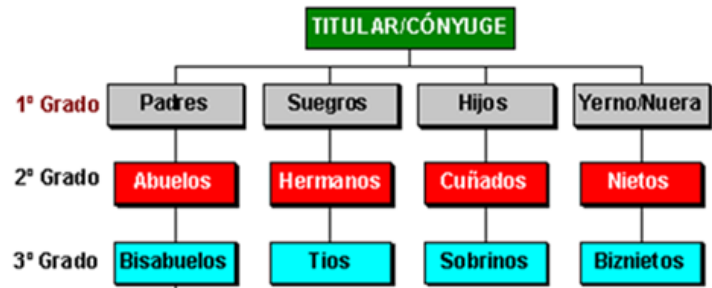 TITULAR/CÓNYUGE
1º Grado Padres Suegros Hijos Yerno/Nuera
2º Grado Abuelos Hermanos Cuñados Nietos
3º Grado Bisabuelos Tios Sobrinos Biznietos